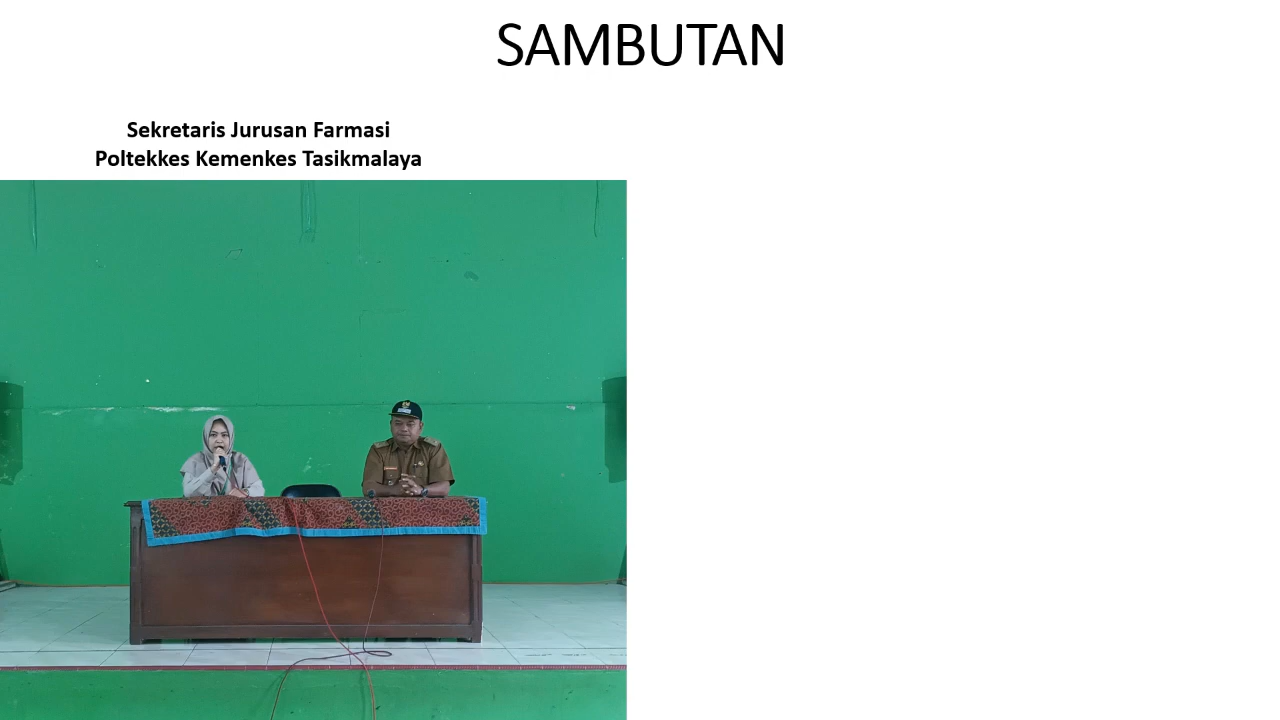 SAMBUTAN
Sekretaris Jurusan Farmasi
Poltekkes Kemenkes Tasikmalaya